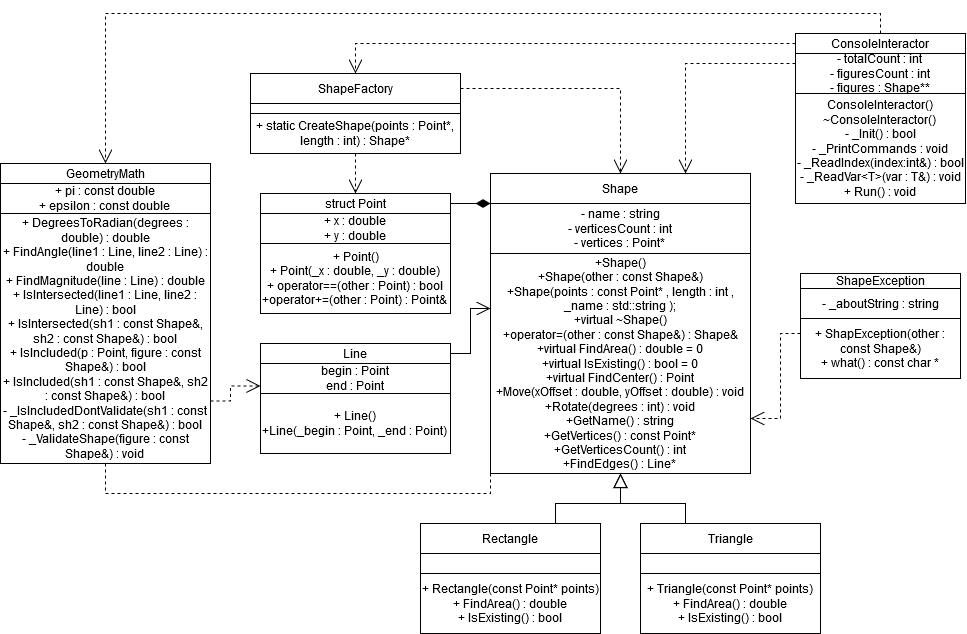 ConsoleInteractor
- totalCount : int
- figuresCount : int
- figures : Shape**
ConsoleInteractor()
~ConsoleInteractor()
- _Init() : bool
- _PrintCommands : void
- _ReadIndex(index:int&) : bool
- _ReadVar<T>(var : T&) : void
+ Run() : void
ShapeFactory
+ static CreateShape(points : Point*,
length : int) : Shape*
GeometryMath
+ pi : const double
+ epsilon : const double
+ DegreesToRadian(degrees :
double) : double
+ FindAngle(line1 : Line, line2 : Line) :
double
+ FindMagnitude(line : Line) : double
+ IsIntersected(line1 : Line, line2 :
Line) : bool
+ IsIntersected(sh1 : const Shape&,
sh2 : const Shape&) : bool
+ IsIncluded(p : Point, figure : const
Shape&) : bool
+ IsIncluded(sh1 : const Shape&, sh2
: const Shape&) : bool
- _IsIncludedDontValidate(sh1 : const
Shape&, sh2 : const Shape&) : bool
- _ValidateShape(figure : const
Shape&) : void
struct Point
+ x : double
+ y : double
+ Point()
+ Point(_x : double, _y : double)
+ operator==(other : Point) : bool
+operator+=(other : Point) : Point&
Line
begin : Point
end : Point
+ Line()
+Line(_begin : Point, _end : Point)
Shape
- name : string
- verticesCount : int
- vertices : Point*
+Shape()
+Shape(other : const Shape&)
+Shape(points : const Point* , length : int ,
_name : std::string );
+virtual ~Shape()
+operator=(other : const Shape&) : Shape&
+virtual FindArea() : double = 0
+virtual IsExisting() : bool = 0
+virtual FindCenter() : Point
+Move(xOffset : double, yOffset : double) : void
+Rotate(degrees : int) : void
+GetName() : string
+GetVertices() : const Point*
+GetVerticesCount() : int
+FindEdges() : Line*
ShapeException
- _aboutString : string
+ ShapException(other :
const Shape&)
+ what() : const char *
Rectangle
+ Rectangle(const Point* points)
+ FindArea() : double
+ IsExisting() : bool
Triangle
+ Triangle(const Point* points)
+ FindArea() : double
+ IsExisting() : bool